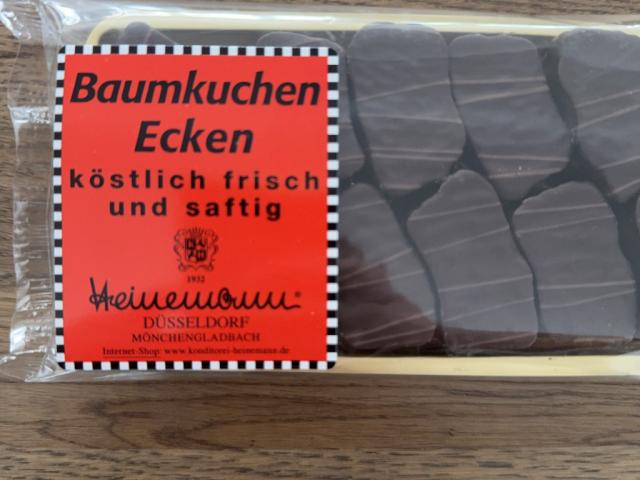 Baumkuchen
Ecken
köstlich frisch
und saftig
1932
Heinemann®
DÜSSELDORF
MÖNCHENGLADBACH
Internet-Shop: www.konditorei-heinemann.de